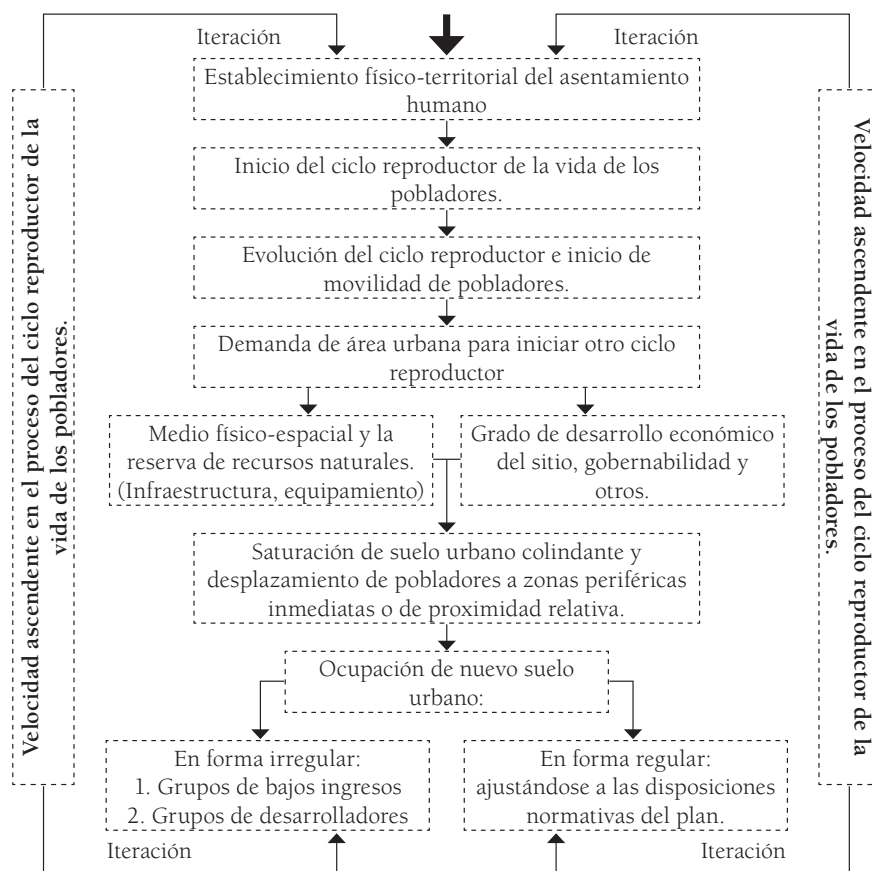 Iteración
Iteración
Establecimiento físico-territorial del asentamiento
humano
Inicio del ciclo reproductor de la vida de los
pobladores.
Evolución del ciclo reproductor e inicio de
movilidad de pobladores.
Demanda de área urbana para iniciar otro ciclo
reproductor
Medio físico-espacial y la
reserva de recursos naturales.
(Infraestructura, equipamiento)
Grado de desarrollo económico
del sitio, gobernabilidad y
otros.
Saturación de suelo urbano colindante y
desplazamiento de pobladores a zonas periféricas
inmediatas o de proximidad relativa.
Ocupación de nuevo suelo
urbano:
En forma irregular:
1. Grupos de bajos ingresos
2. Grupos de desarrolladores
En forma regular:
ajustándose a las disposiciones
normativas del plan.
Iteración
Iteración
Velocidad ascendente en el proceso del ciclo reproductor de la
vida de los pobladores.
Velocidad ascendente en el proceso del ciclo reproductor de la
vida de los pobladores.